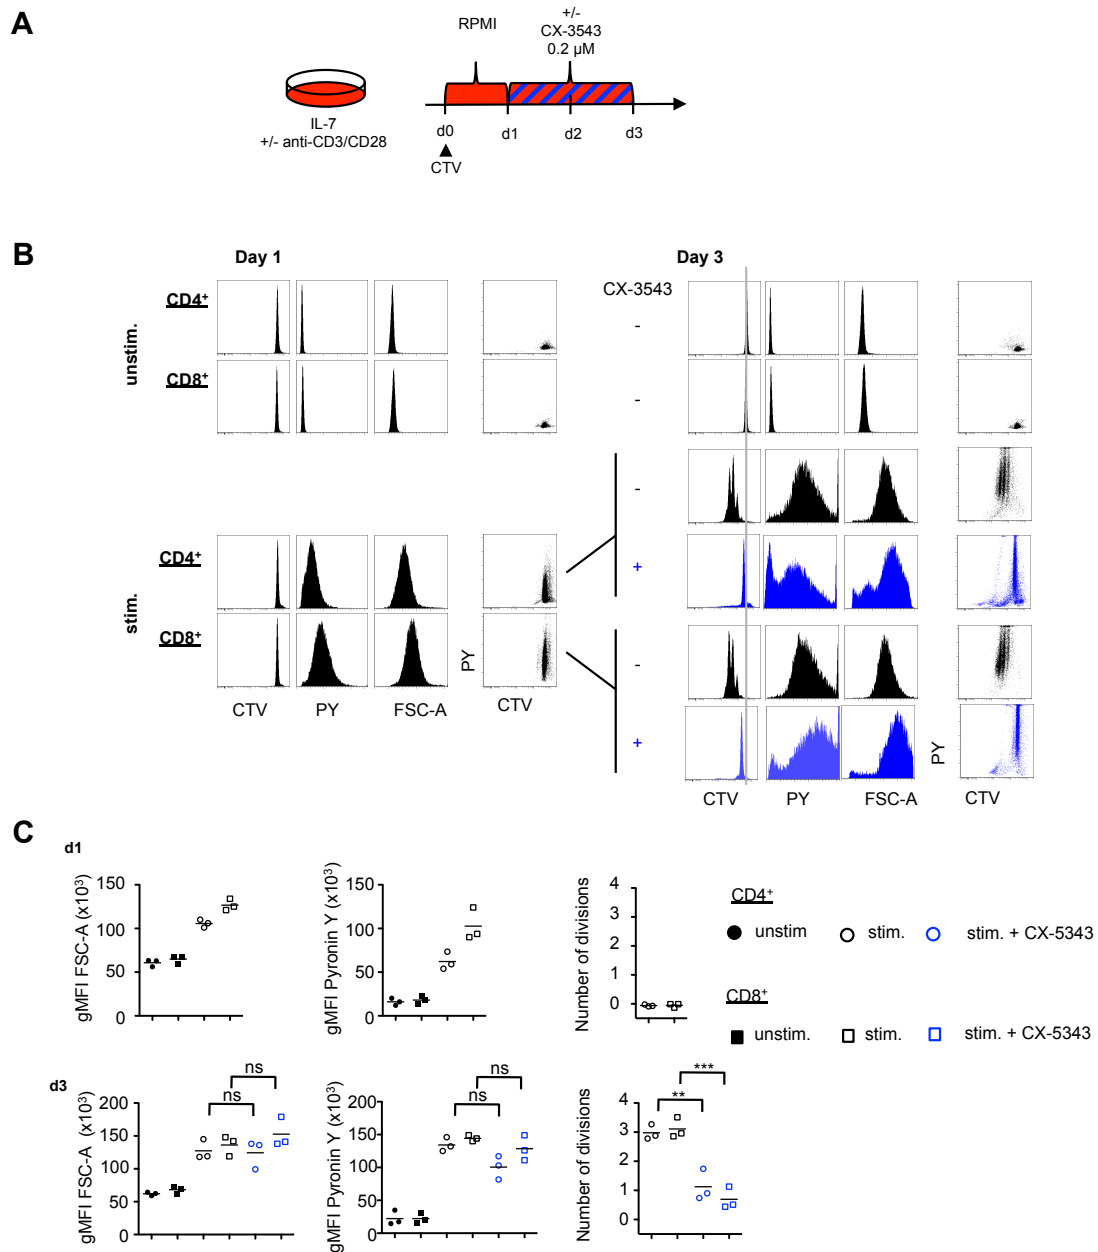 A
RPMI
+/-
CX-3543
0.2 µM
IL-7
+/- anti-CD3/CD28
d0
d1
d2
d3
CTV
B
Day 1
Day 3
unstim.
CD4+
CD8+
CX-3543
-
-
stim.
CD4+
CD8+
-
+
-
+
PY
CTV
PY
FSC-A
CTV
PY
CTV
PY
FSC-A
CTV
C
d1
gMFI FSC-A (x10³)
150
100
50
0
gMFI Pyronin Y (x10³)
150
100
50
0
Number of divisions
4
3
2
1
0
CD4+
unstim
stim.
stim. + CX-5343
CD8+
unstim.
stim.
stim. + CX-5343
d3
gMFI FSC-A (x10³)
200
150
100
50
0
ns
ns
gMFI Pyronin Y (x10³)
200
150
100
50
0
ns
ns
Number of divisions
4
3
2
1
0
**
***